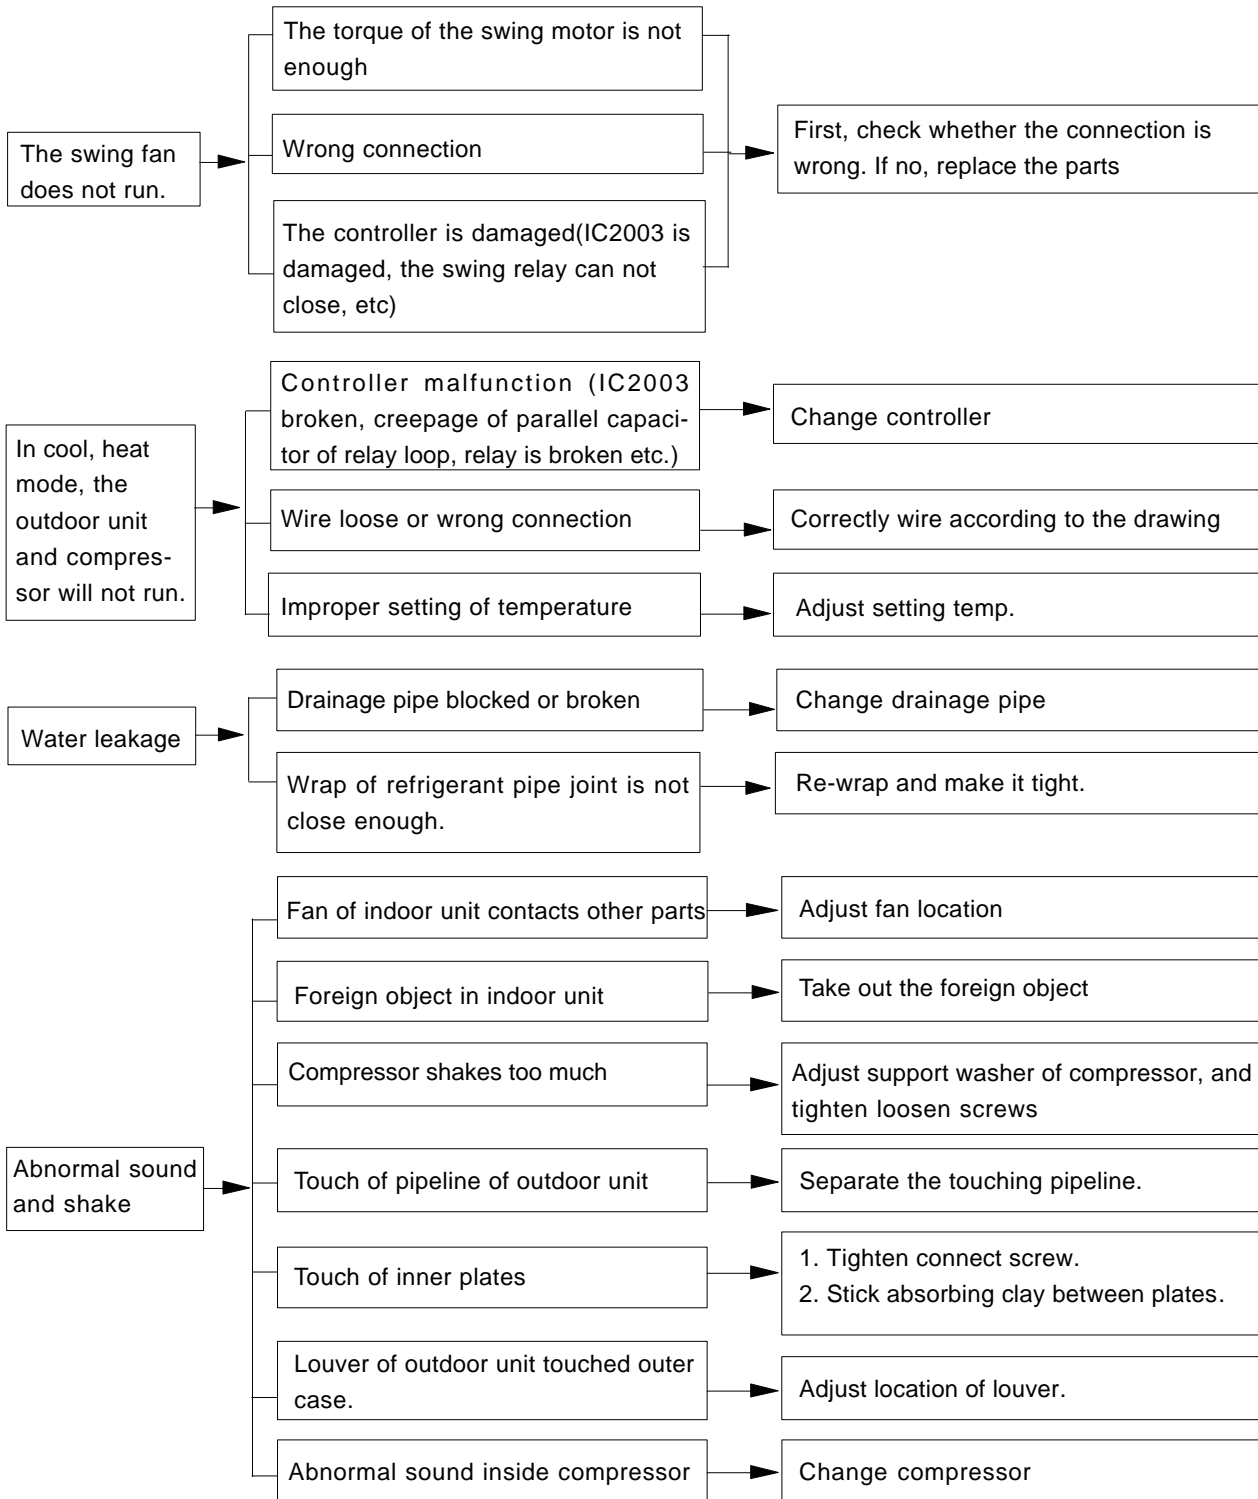 The swing fan
does not run.
The torque of the swing motor is not
enough
Wrong connection
The controller is damaged(IC2003 is
damaged, the swing relay can not
close, etc)
First, check whether the connection is
wrong. If no, replace the parts
In cool, heat
mode, the
outdoor unit
and compres-
sor will not run.
Controller malfunction (IC2003
broken, creepage of parallel capaci-
tor of relay loop, relay is broken etc.)
Change controller
Wire loose or wrong connection
Correctly wire according to the drawing
Improper setting of temperature
Adjust setting temp.
Water leakage
Drainage pipe blocked or broken
Change drainage pipe
Wrap of refrigerant pipe joint is not
close enough.
Re-wrap and make it tight.
Abnormal sound
and shake
Fan of indoor unit contacts other parts
Adjust fan location
Foreign object in indoor unit
Take out the foreign object
Compressor shakes too much
Adjust support washer of compressor, and
tighten loosen screws
Touch of pipeline of outdoor unit
Separate the touching pipeline.
Touch of inner plates
1. Tighten connect screw.
2. Stick absorbing clay between plates.
Louver of outdoor unit touched outer
case.
Adjust location of louver.
Abnormal sound inside compressor
Change compressor